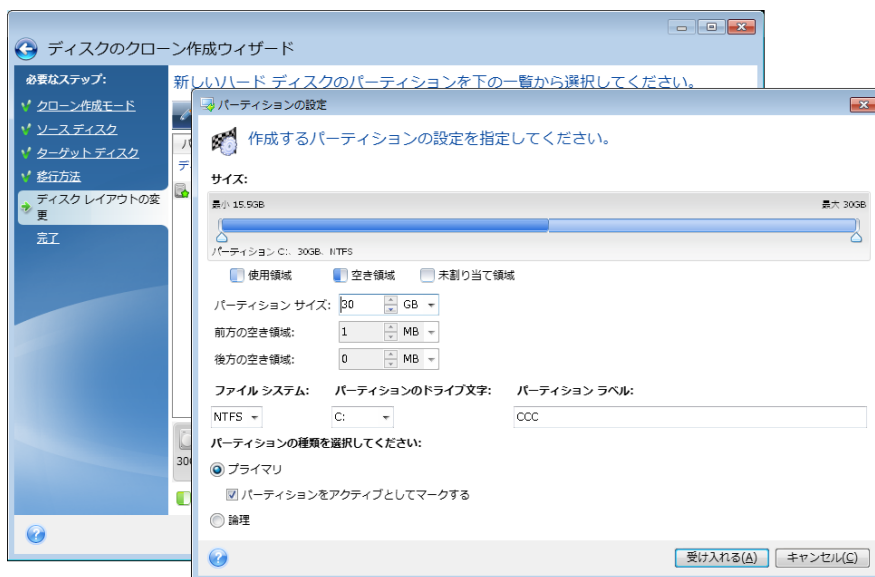 ディスクのクローン作成ウィザード
必要なステップ:
クローン作成モード
ソース ディスク
ターゲット ディスク
移行方法
ディスク レイアウトの変
更
完了
新しいハード ディスクのパーティションを下の一覧から選択してください。
パーティションの設定
作成するパーティションの設定を指定してください。
サイズ:
最小 15.5GB 最大 30GB
パーティション C:、30GB、NTFS
使用領域 空き領域 未割り当て領域
パーティション サイズ: 30 GB
前方の空き領域: 1 MB
後方の空き領域: 0 MB
ファイル システム: パーティションのドライブ文字: パーティション ラベル:
NTFS C: CCC
パーティションの種類を選択してください:
プライマリ
パーティションをアクティブとしてマークする
論理
受け入れる(A) キャンセル(C)